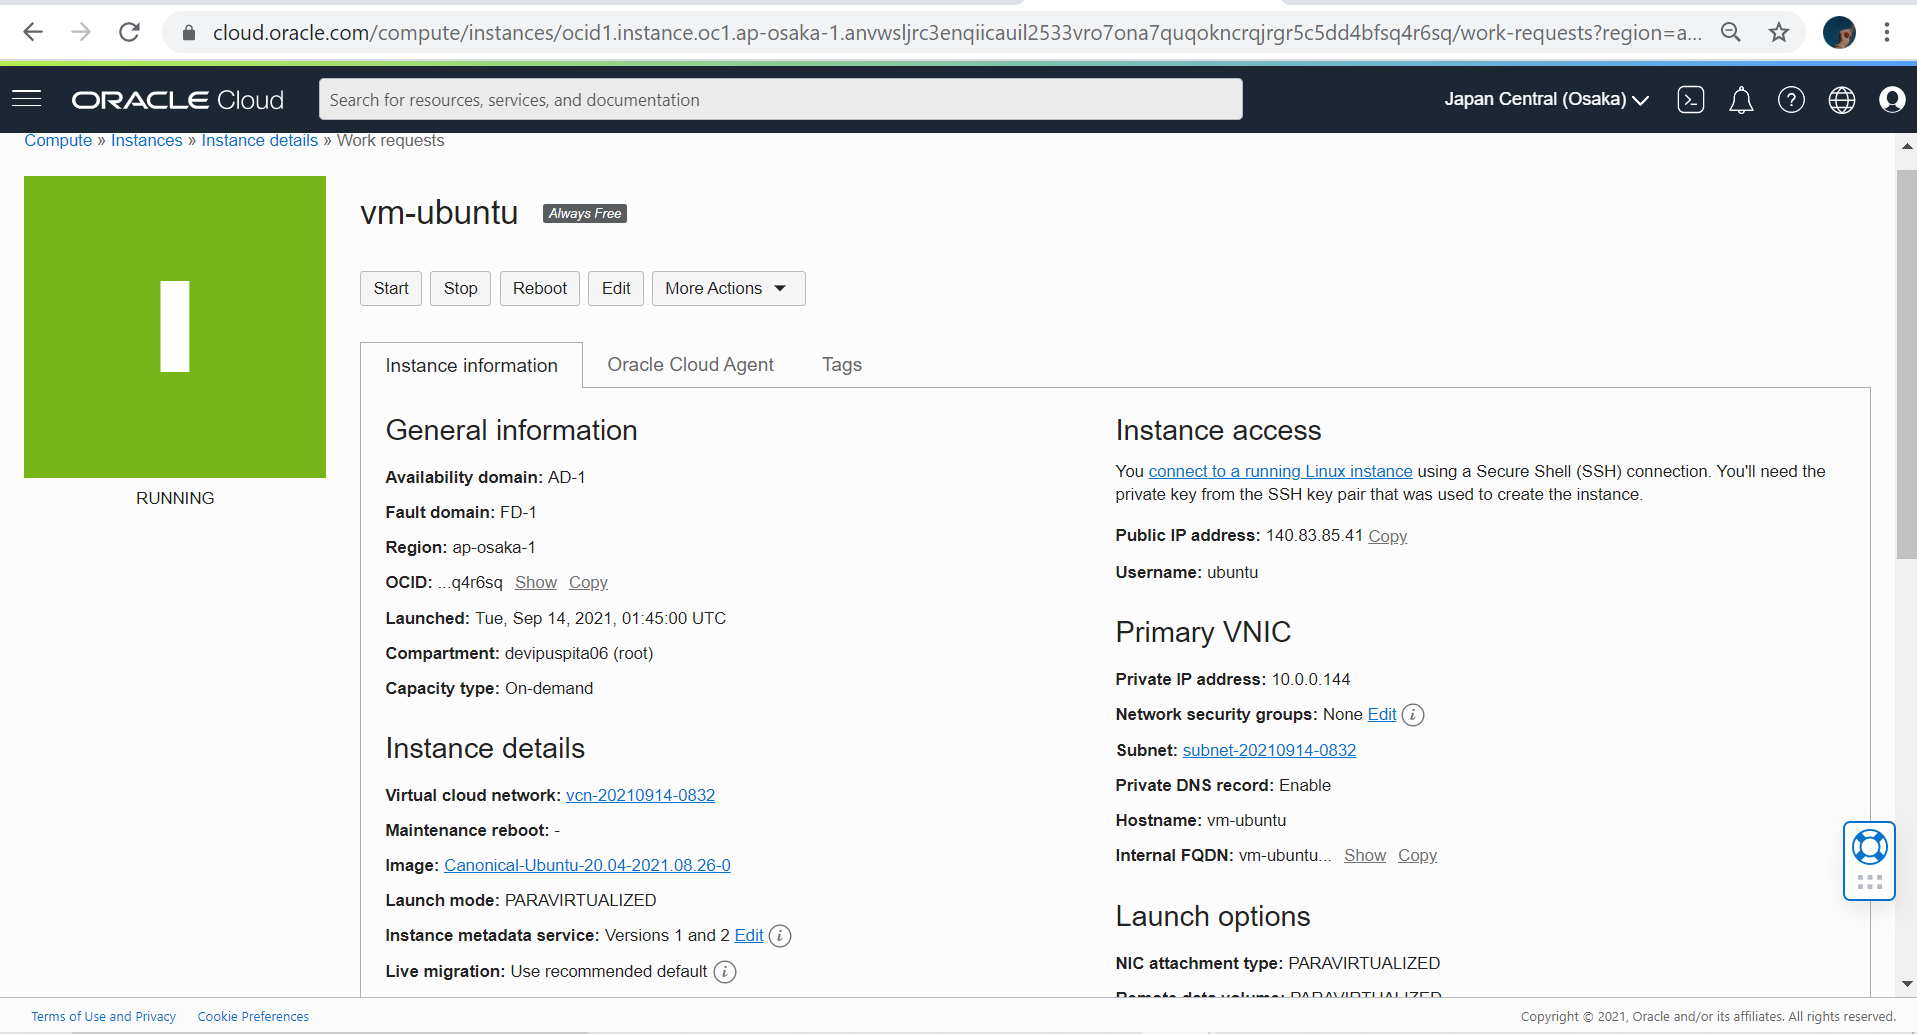 cloud.oracle.com/compute/instances/ocid1.instance.oc1.ap-osaka-1.anvwsljrc3enqiicauil2533vro7ona7quqokncrqjrgr5c5dd4bfsq4r6sq/work-requests?region=a...
ORACLE Cloud
Search for resources, services, and documentation
Japan Central (Osaka)
Compute » Instances » Instance details » Work requests
RUNNING
vm-ubuntu
Always Free
Start
Stop
Reboot
Edit
More Actions
Instance information
Oracle Cloud Agent
Tags
General information
Availability domain: AD-1
Fault domain: FD-1
Region: ap-osaka-1
OCID: ...q4r6sq Show Copy
Launched: Tue, Sep 14, 2021, 01:45:00 UTC
Compartment: devipuspita06 (root)
Capacity type: On-demand
Instance details
Virtual cloud network: vcn-20210914-0832
Maintenance reboot: -
Image: Canonical-Ubuntu-20.04-2021.08.26-0
Launch mode: PARAVIRTUALIZED
Instance metadata service: Versions 1 and 2 Edit
Live migration: Use recommended default
Instance access
You connect to a running Linux instance using a Secure Shell (SSH) connection. You'll need the
private key from the SSH key pair that was used to create the instance.
Public IP address: 140.83.85.41 Copy
Username: ubuntu
Primary VNIC
Private IP address: 10.0.0.144
Network security groups: None Edit
Subnet: subnet-20210914-0832
Private DNS record: Enable
Hostname: vm-ubuntu
Internal FQDN: vm-ubuntu... Show Copy
Launch options
NIC attachment type: PARAVIRTUALIZED
Remote data volume: PARAVIRTUALIZED
Terms of Use and Privacy
Cookie Preferences
Copyright © 2021, Oracle and/or its affiliates. All rights reserved.